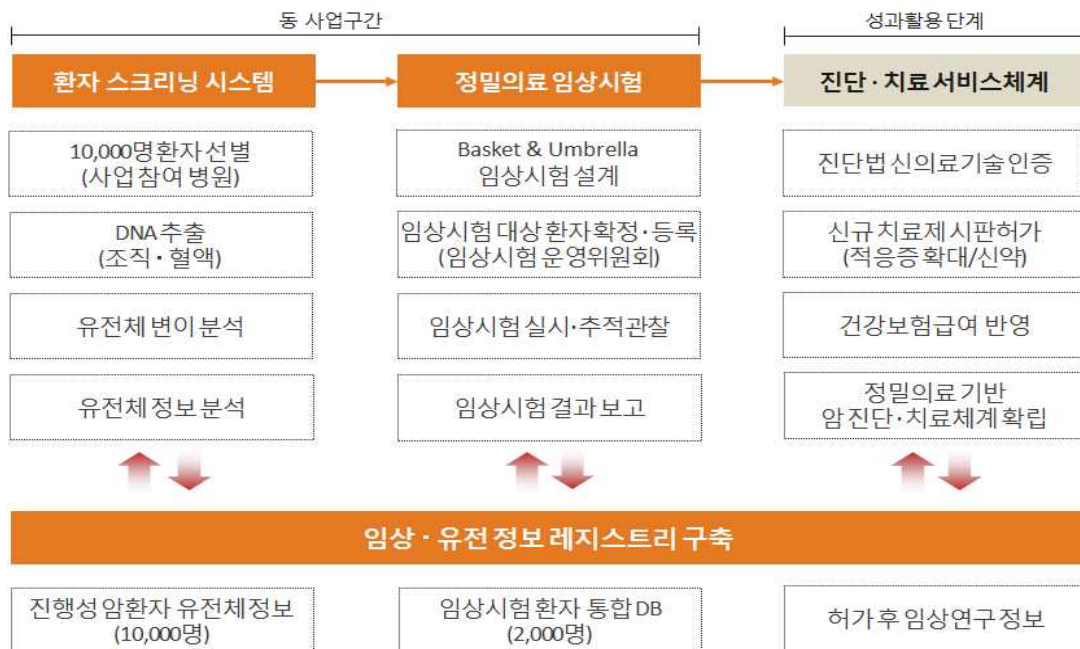 동 사업구간
성과활용 단계
환자 스크리닝 시스템
정밀의료 임상시험
진단·치료 서비스체계
10,000명 환자 선별
(사업 참여 병원)
DNA 추출
(조직·혈액)
유전체 변이 분석
유전체 정보 분석
Basket & Umbrella
임상시험 설계
임상시험 대상 환자확정·등록
(임상시험 운영위원회)
임상시험 실시·추적관찰
임상시험 결과 보고
진단법 신의료기술 인증
신규 치료제 시판허가
(적응증 확대/신약)
건강보험급여 반영
정밀의료 기반
암 진단·치료체계 확립
임상·유전 정보 레지스트리 구축
진행성 암환자 유전체정보
(10,000명)
임상시험 환자 통합 DB
(2,000명)
허가 후 임상연구 정보